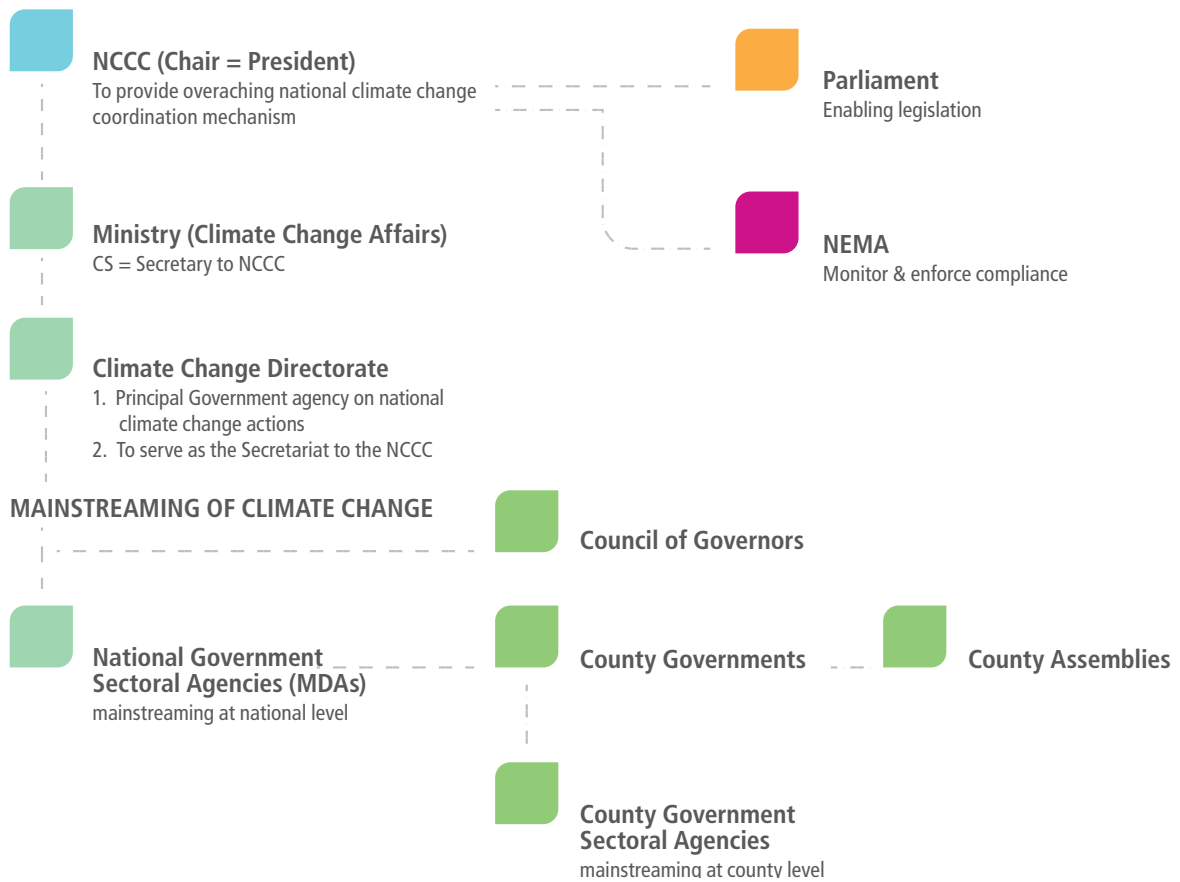 NCCC (Chair = President)
To provide overaching national climate change
coordination mechanism
Parliament
Enabling legislation
Ministry (Climate Change Affairs)
CS = Secretary to NCCC
NEMA
Monitor & enforce compliance
Climate Change Directorate
1. Principal Government agency on national
climate change actions
2. To serve as the Secretariat to the NCCC
MAINSTREAMING OF CLIMATE CHANGE
Council of Governors
National Government
Sectoral Agencies (MDAs)
mainstreaming at national level
County Governments
County Assemblies
County Government
Sectoral Agencies
mainstreaming at county level